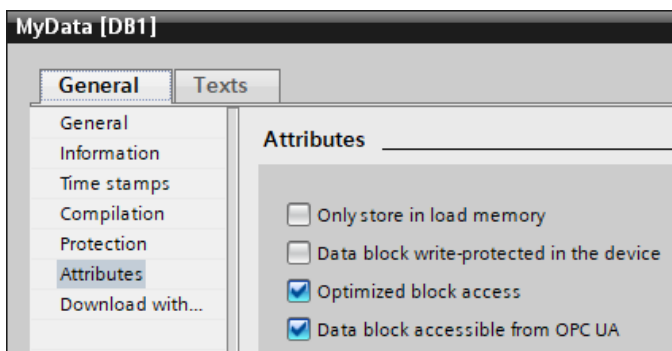 MyData [DB1]
General Texts
General
Information
Time stamps
Compilation
Protection
Attributes
Download with...
Attributes
Only store in load memory
Data block write-protected in the device
Optimized block access
Data block accessible from OPC UA